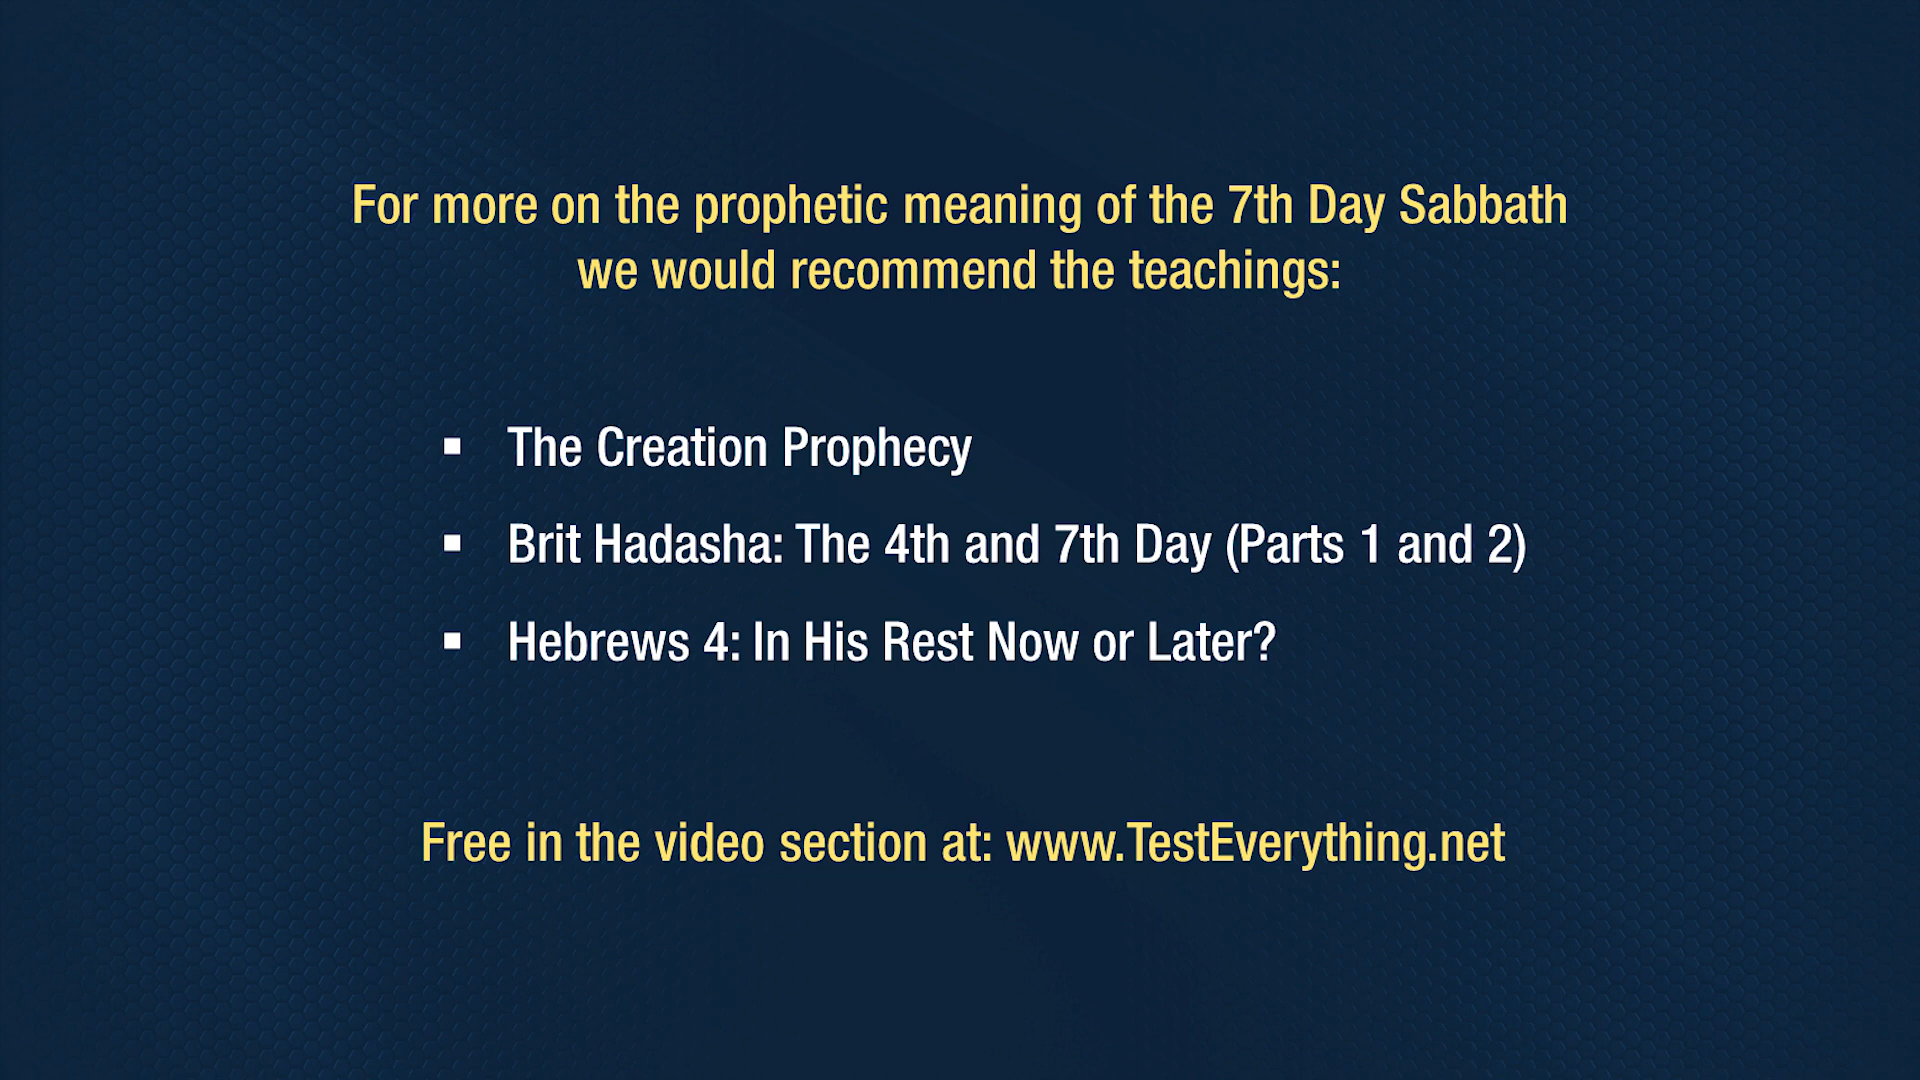 For more on the prophetic meaning of the 7th Day Sabbath
we would recommend the teachings:
▪ The Creation Prophecy
▪ Brit Hadasha: The 4th and 7th Day (Parts 1 and 2)
▪ Hebrews 4: In His Rest Now or Later?
Free in the video section at: www.TestEverything.net